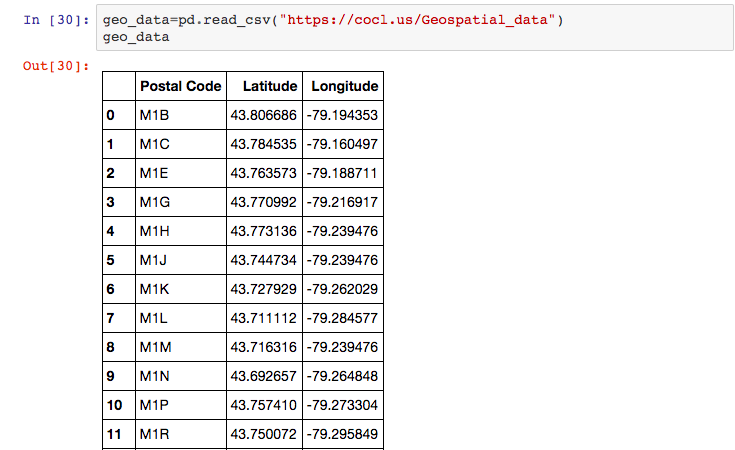 In [30]: geo_data=pd.read_csv("https://cocl.us/Geospatial_data")
geo_data
Out[30]:
Postal Code Latitude Longitude
0 M1B 43.806686 -79.194353
1 M1C 43.784535 -79.160497
2 M1E 43.763573 -79.188711
3 M1G 43.770992 -79.216917
4 M1H 43.773136 -79.239476
5 M1J 43.744734 -79.239476
6 M1K 43.727929 -79.262029
7 M1L 43.711112 -79.284577
8 M1M 43.716316 -79.239476
9 M1N 43.692657 -79.264848
10 M1P 43.757410 -79.273304
11 M1R 43.750072 -79.295849